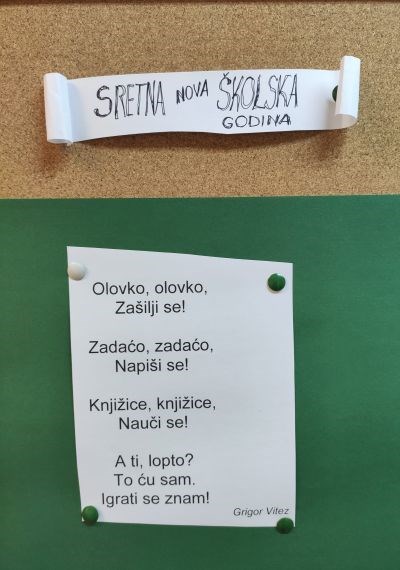 SRETNA NOVA ŠKOLSKA
GODINA
Olovko, olovko,
Zašilji se!
Zadaćo, zadaćo,
Napiši se!
Knjižice, knjižice,
Nauči se!
A ti, lopto?
To ću sam.
Igrati se znam!
Grigor Vitez